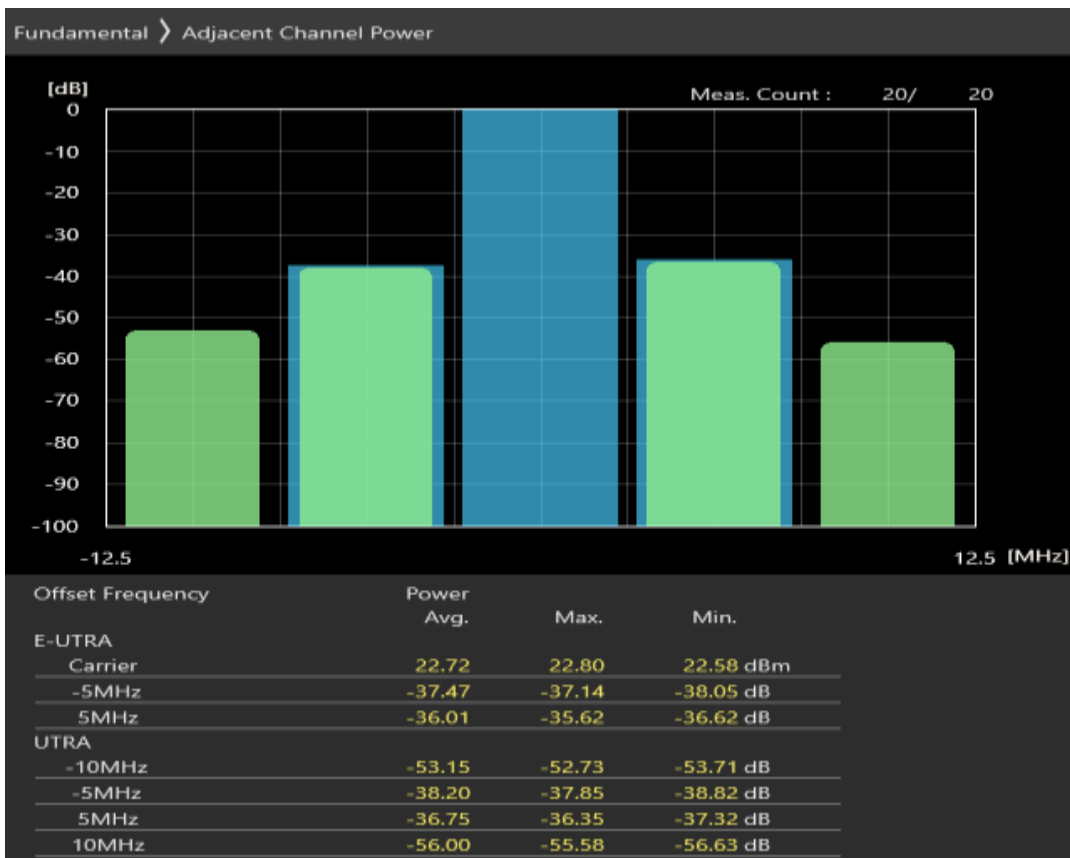 Fundamental ❯ Adjacent Channel Power
[dB]
Meas. Count : 20/ 20
0
-10
-20
-30
-40
-50
-60
-70
-80
-90
-100
-12.5 12.5 [MHz]
Offset Frequency Power
Avg. Max. Min.
E-UTRA
Carrier 22.72 22.80 22.58 dBm
-5MHz -37.47 -37.14 -38.05 dB
5MHz -36.01 -35.62 -36.62 dB
UTRA
-10MHz -53.15 -52.73 -53.71 dB
-5MHz -38.20 -37.85 -38.82 dB
5MHz -36.75 -36.35 -37.32 dB
10MHz -56.00 -55.58 -56.63 dB